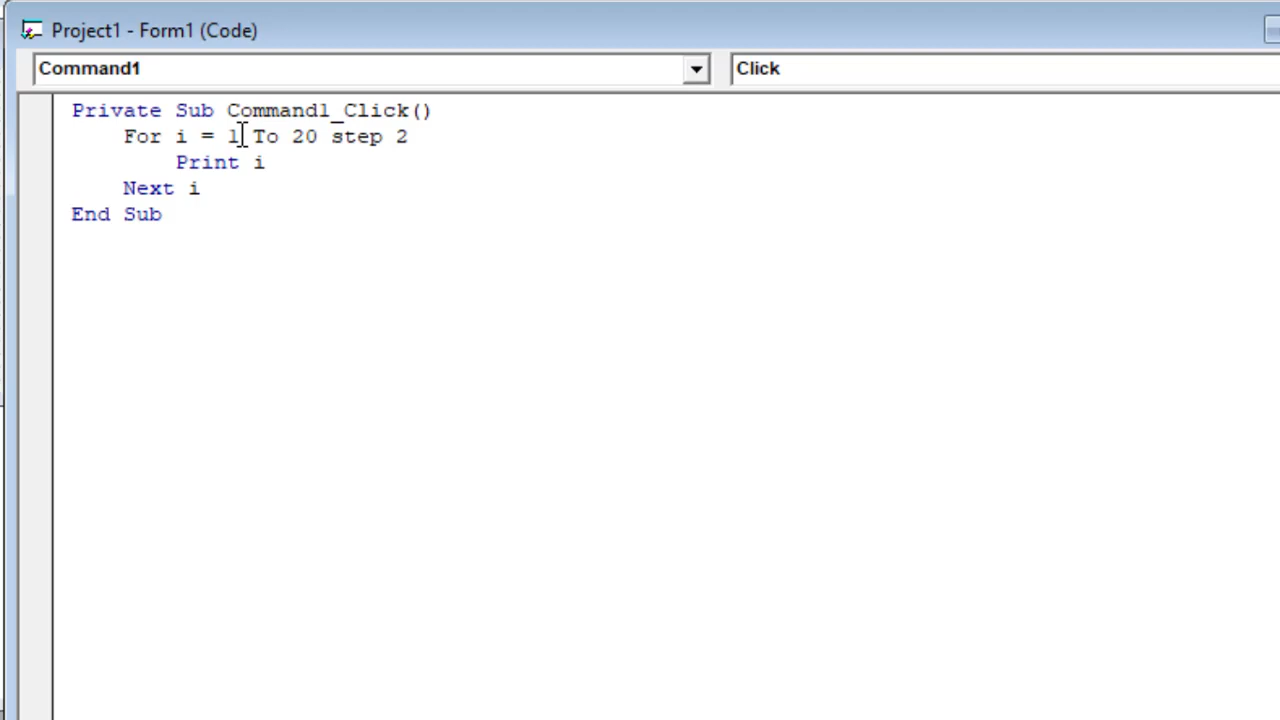 Project1 - Form1 (Code)
Command1 Click
Private Sub Command1_Click()
    For i = 1 To 20 step 2
        Print i
    Next i
End Sub